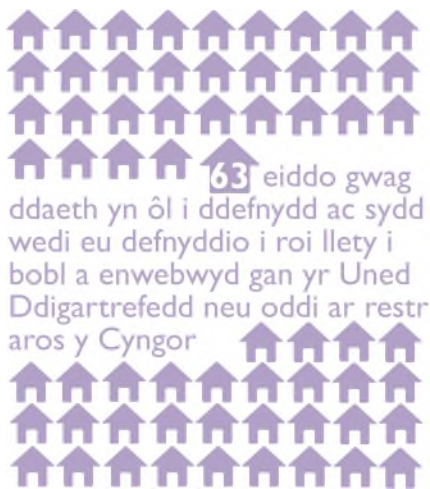 63 eiddo gwag
ddaeth yn ôl i ddefnydd ac sydd
wedi eu defnyddio i roi llety i
bobl a enwebwyd gan yr Uned
Ddigartrefedd neu oddi ar restr
aros y Cyngor